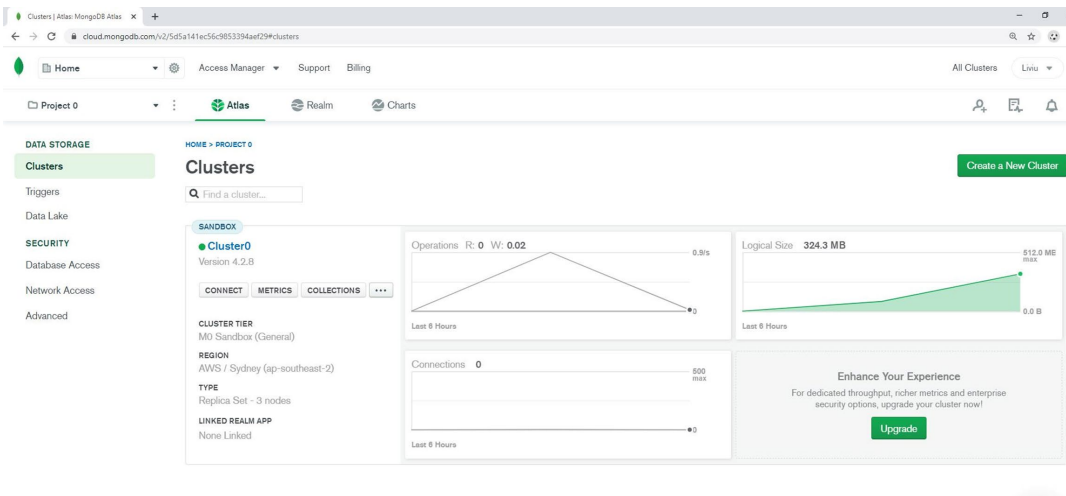 Clusters | Atlas: MongoDB Atlas
cloud.mongodb.com/v2/5d5a141ec56c9853394aef29#clusters
Home Access Manager Support Billing All Clusters Liviu
Project 0 Atlas Realm Charts
DATA STORAGE
Clusters
Triggers
Data Lake
SECURITY
Database Access
Network Access
Advanced
HOME > PROJECT 0
Clusters
Create a New Cluster
Find a cluster...
SANDBOX
Cluster0
Version 4.2.8
CONNECT METRICS COLLECTIONS ...
CLUSTER TIER
M0 Sandbox (General)
REGION
AWS / Sydney (ap-southeast-2)
TYPE
Replica Set - 3 nodes
LINKED REALM APP
None Linked
Operations R: 0 W: 0.02
0.9/s
0
Last 6 Hours
Logical Size 324.3 MB
512.0 MB
max
0.0 B
Last 6 Hours
Connections 0
500
max
0
Last 6 Hours
Enhance Your Experience
For dedicated throughput, richer metrics and enterprise
security options, upgrade your cluster now!
Upgrade